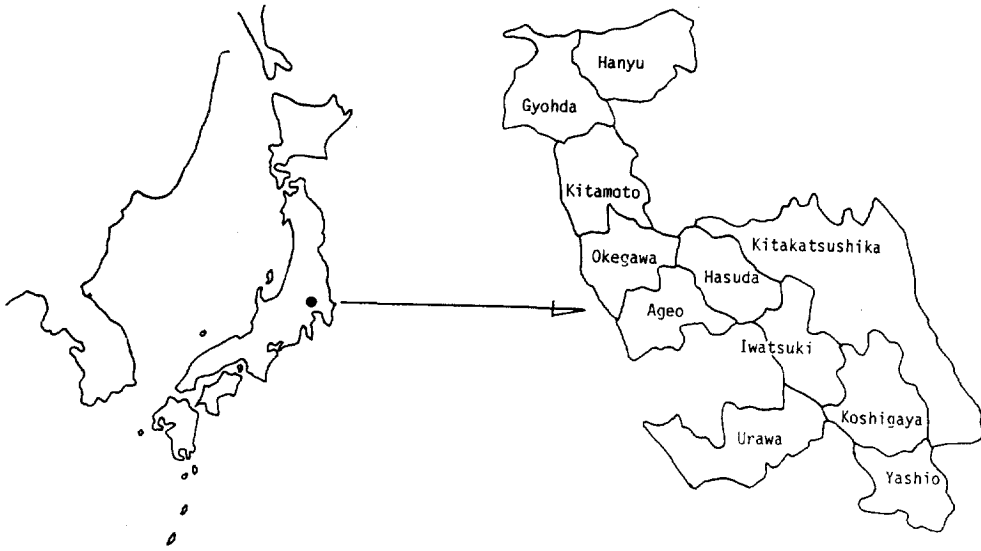 Hanyu
Gyohda
Kitamoto
Kitakatsushika
Okegawa
Hasuda
Ageo
Iwatsuki
Koshigaya
Urawa
Yashio